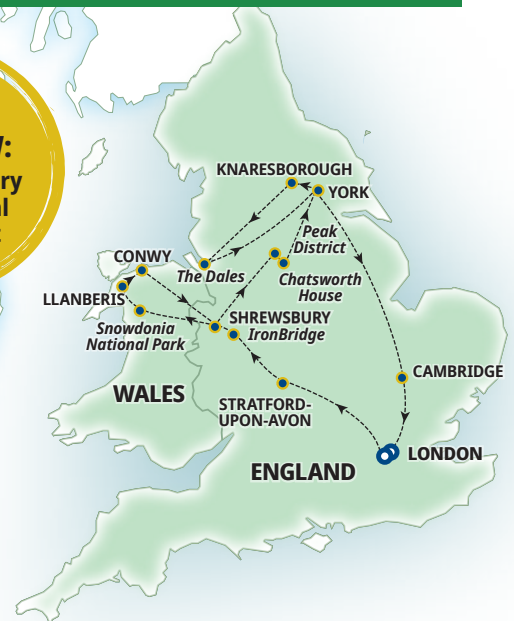 KNARESBOROUGH
YORK
Peak
District
The Dales
Chatsworth
House
CONWY
LLANBERIS
Snowdonia
National Park
SHREWSBURY
IronBridge
WALES
STRATFORD-
UPON-AVON
CAMBRIDGE
LONDON
ENGLAND